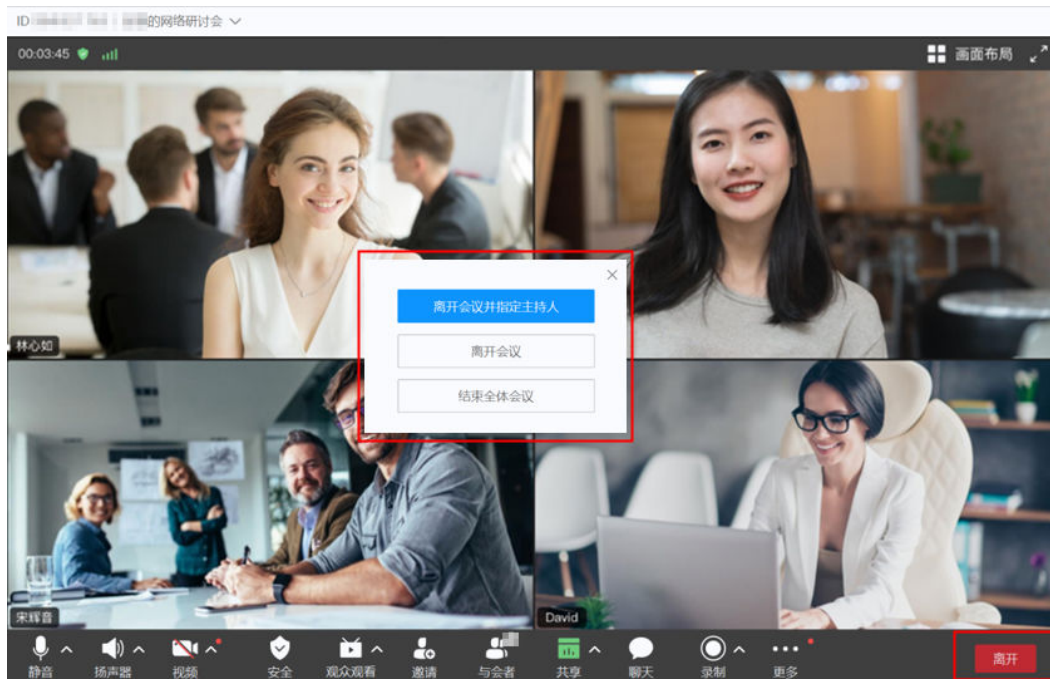 ID 的网络研讨会
00:03:45
画面布局
离开会议并指定主持人
离开会议
结束全体会议
林心如
宋辉音
David
静音 扬声器 视频 安全 观众观看 邀请 与会者 共享 聊天 录制 更多 离开